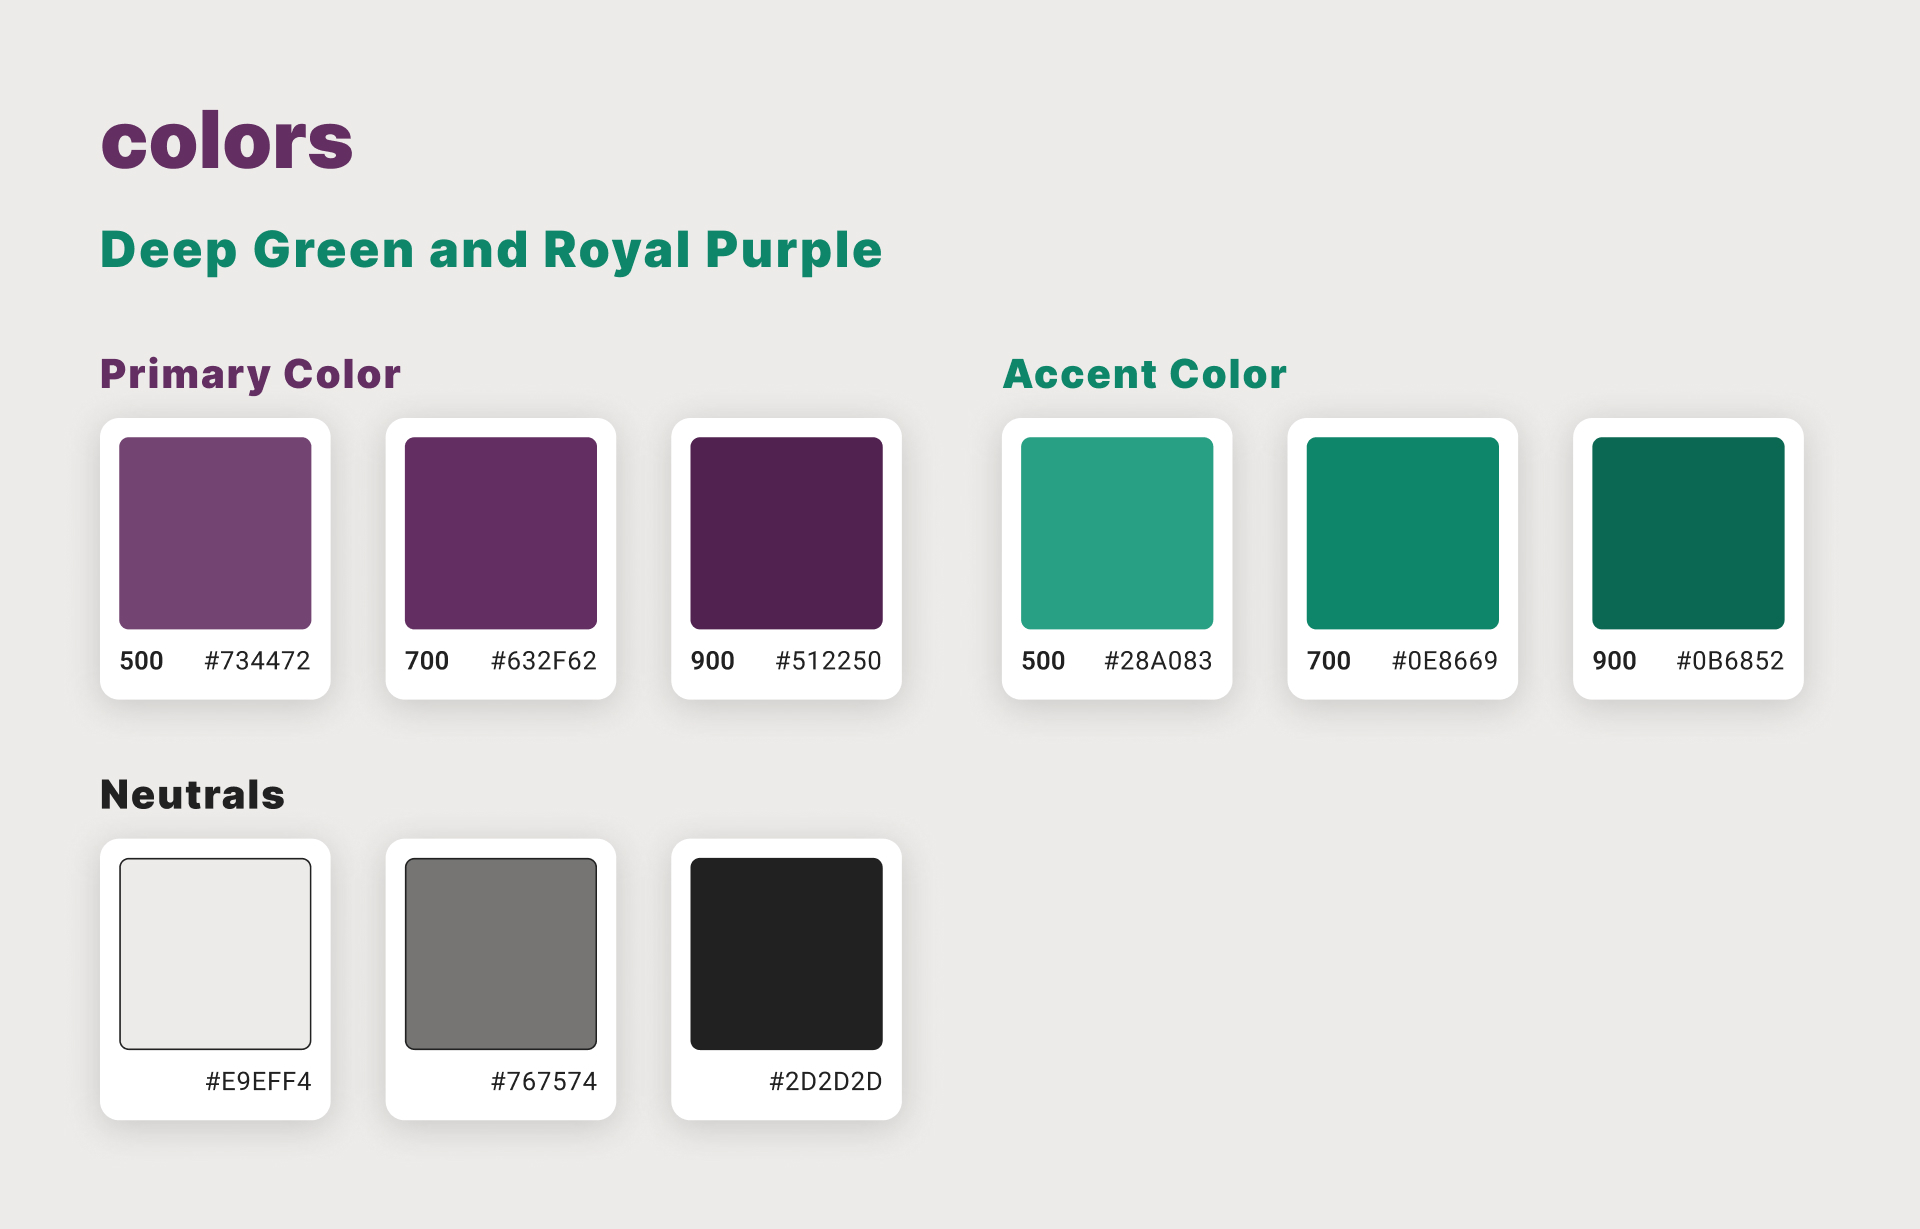 colors
Deep Green and Royal Purple
Primary Color
500 #734472
700 #632F62
900 #512250
Accent Color
500 #28A083
700 #0E8669
900 #0B6852
Neutrals
#E9EFF4
#767574
#2D2D2D